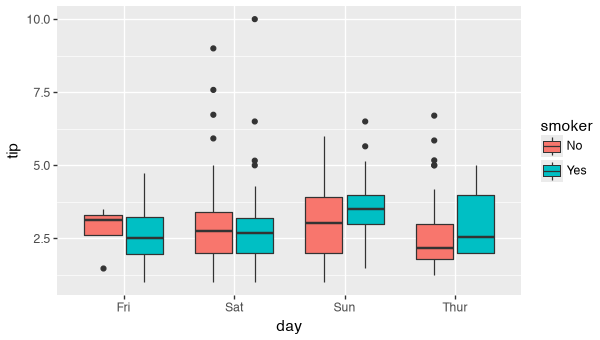 10.0
7.5
5.0
2.5
tip
Fri Sat Sun Thur
day
smoker
No
Yes